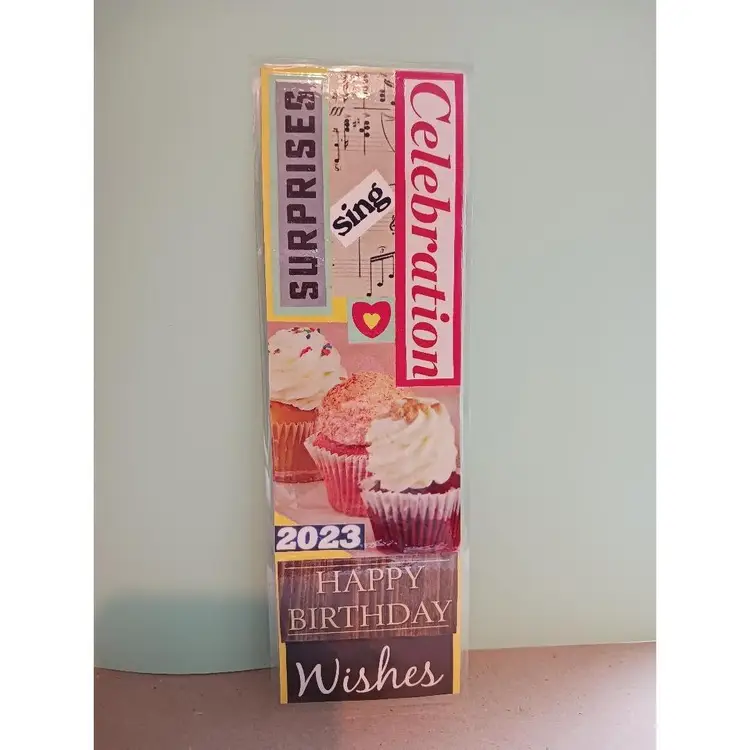 SURPRISES
sing
Celebration
2023
HAPPY
BIRTHDAY
Wishes